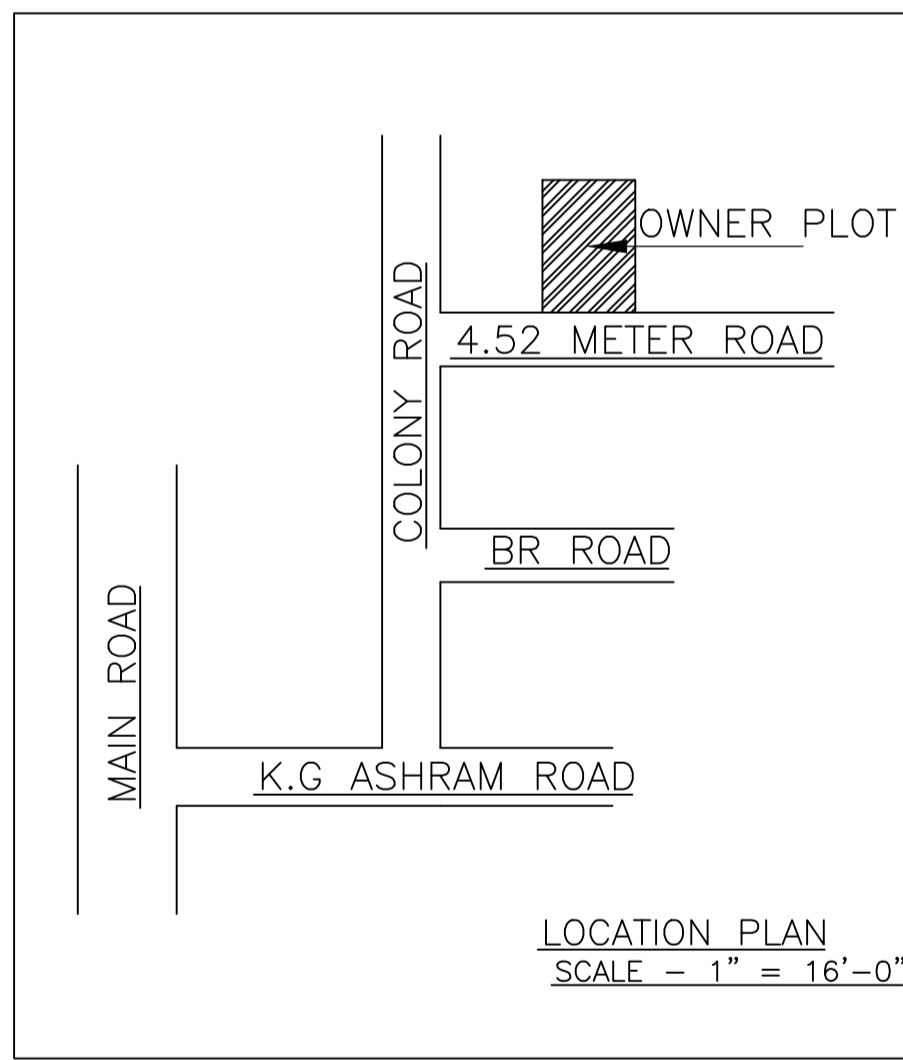 OWNER PLOT
4.52 METER ROAD
COLONY ROAD
BR ROAD
MAIN ROAD
K.G ASHRAM ROAD
LOCATION PLAN
SCALE - 1" = 16'-0"